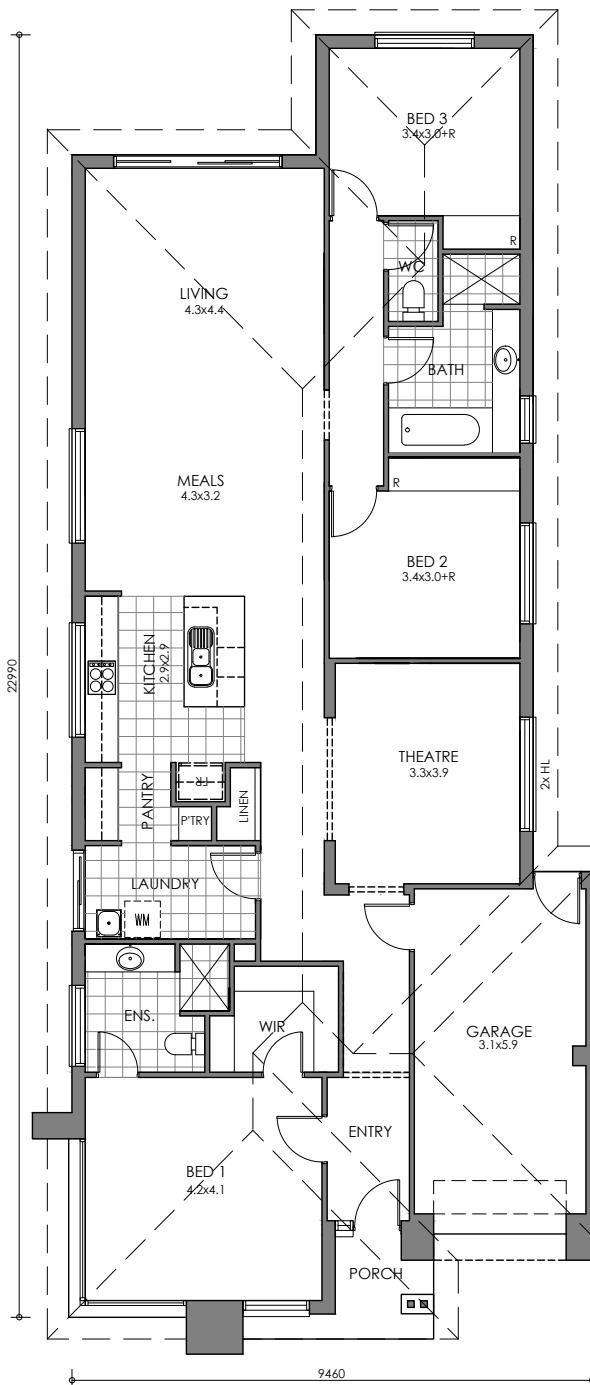 BED 3
3.4x3.0+R
R
WC
LIVING
4.3x4.4
BATH
MEALS
4.3x3.2
R
BED 2
3.4x3.0+R
KITCHEN
2.9x2.9
22990
THEATRE
3.3x3.9
2x HL
FR
PANTRY
P'TRY
LINEN
LAUNDRY
WM
ENS.
WIR
GARAGE
3.1x5.9
ENTRY
BED 1
4.2x4.1
PORCH
9460